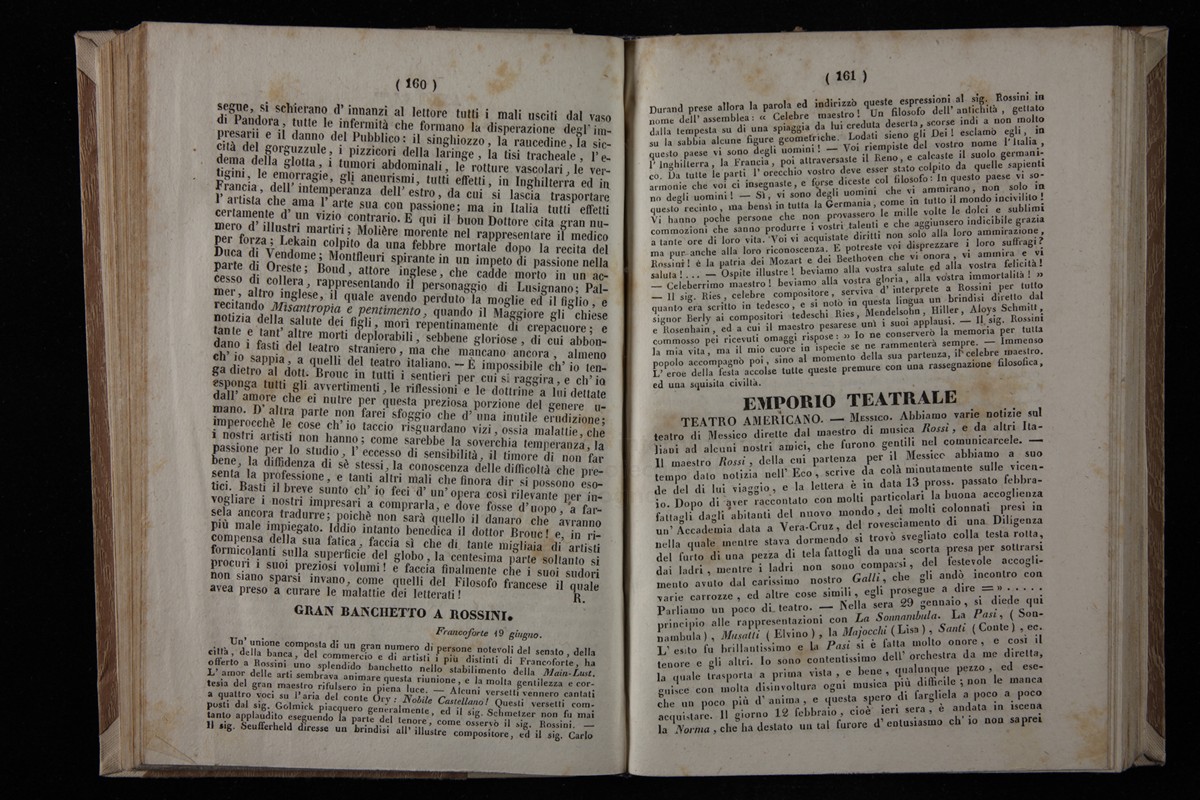 ( 160 )
segue, si schierano d' innanzi al lettore tutti i mali usciti dal vaso
di Pandora, tutte le infermità che formano la disperazione degl' im-
presarii e il danno del Pubblico: il singhiozzo, la raucedine, la sic-
cità del gorguzzule, i pizzicori della laringe, la tisi tracheale, l' e-
dema della glotta, i tumori abdominali, le rotture vascolari, le ver-
tigini, le emorragie, gli aneurismi, tutti effetti, in Inghilterra ed in
Francia, dell' intemperanza dell' estro, da cui si lascia trasportare
l' artista che ama l' arte sua con passione; ma in Italia tutti effetti
certamente d' un vizio contrario. E qui il buon Dottore cita gran nu-
mero d' illustri martiri; Molière morente nel rappresentare il medico
per forza; Lekain colpito da una febbre mortale dopo la recita del
Duca di Vendome; Montfleuri spirante in un impeto di passione nella
parte di Oreste; Bond, attore inglese, che cadde morto in un ac-
cesso di collera, rappresentando il personaggio di Lusignano; Pal-
mer, altro inglese, il quale avendo perduto la moglie ed il figlio, e
recitando Misantropia e pentimento, quando il Maggiore gli chiese
notizia della salute dei figli, morì repentinamente di crepacuore; e
tante e tant' altre morti deplorabili, sebbene gloriose, di cui abbon-
dano i fasti del teatro straniero, ma che mancano ancora, almeno
ch' io sappia, a quelli del teatro italiano. — È impossibile ch' io ten-
ga dietro al dott. Brouc in tutti i sentieri per cui si raggira, e ch' io
esponga tutti gli avvertimenti, le riflessioni e le dottrine a lui dettate
dall' amore che ei nutre per questa preziosa porzione del genere u-
mano. D' altra parte non farei sfoggio che d' una inutile erudizione;
imperocchè le cose ch' io taccio risguardano vizi, ossia malattie, che
i nostri artisti non hanno; come sarebbe la soverchia temperanza, la
passione per lo studio, l' eccesso di sensibilità, il timore di non far
bene, la diffidenza di sè stessi, la conoscenza delle difficoltà che pre-
senta la professione, e tanti altri mali che finora dir si possono eso-
tici. Basti il breve sunto ch' io feci d' un' opera così rilevante per in-
vogliare i nostri impresari a comprarla, e dove fosse d' uopo, a far-
sela ancora tradurre; poichè non sarà quello il danaro che avranno
più male impiegato. Iddio intanto benedica il dottor Brouc! e, in ri-
compensa della sua fatica, faccia sì che di tante migliaia di artisti
formicolanti sulla superficie del globo, la centesima parte soltanto si
procuri i suoi preziosi volumi! e faccia finalmente che i suoi sudori
non siano sparsi invano, come quelli del Filosofo francese il quale
avea preso a curare le malattie dei letterati!
R.
GRAN BANCHETTO A ROSSINI.
Francoforte 19 giugno.
Un' unione composta di un gran numero di persone notevoli del senato, della
città, della banca, del commercio e di artisti i più distinti di Francoforte, ha
offerto a Rossini uno splendido banchetto nello stabilimento della Main-Lust.
L' amor delle arti sembrava animare questa riunione, e la molta gentilezza e cor-
tesia del gran maestro rifulsero in piena luce. — Alcuni versetti vennero cantati
a quattro voci su l' aria del conte Ory: Nobile Castellano! Questi versetti com-
posti dal sig. Golmick piacquero generalmente, ed il sig. Schmetzer non fu mai
tanto applaudito eseguendo la parte del tenore, come osservò il sig. Rossini. —
Il sig. Seufferheld diresse un brindisi all' illustre compositore, ed il sig. Carlo
( 161 )
Durand prese allora la parola ed indirizzò queste espressioni al sig. Rossini in
nome dell' assemblea: « Celebre maestro! Un filosofo dell' antichità, gettato
dalla tempesta su di una spiaggia da lui creduta deserta, scorse indi a non molto
su la sabbia alcune figure geometriche. Lodati sieno gli Dei! esclamò egli, in
questo paese vi sono degli uomini! — Voi riempiste del vostro nome l' Italia,
l' Inghilterra, la Francia, poi attraversaste il Reno, e calcaste il suolo germani-
co. Da tutte le parti l' orecchio vostro deve esser stato colpito da quelle sapienti
armonie che voi ci insegnaste, e forse diceste col filosofo: In questo paese vi so-
no degli uomini! — Sì, vi sono degli uomini che vi ammirano, non solo in
questo recinto, ma bensì in tutta la Germania, come in tutto il mondo incivilito!
Vi hanno poche persone che non provassero le mille volte le dolci e sublimi
commozioni che sanno produrre i vostri talenti e che aggiunsero indicibile grazia
a tante ore di loro vita. Voi vi acquistate diritti non solo alla loro ammirazione,
ma pur anche alla loro riconoscenza. E potreste voi disprezzare i loro suffragi?
Rossini! è la patria dei Mozart e dei Beethoven che vi onora, vi ammira e vi
saluta!... — Ospite illustre! beviamo alla vostra salute ed alla vostra felicità!
— Celeberrimo maestro! beviamo alla vostra gloria, alla vostra immortalità! »
— Il sig. Ries, celebre compositore, serviva d' interprete a Rossini per tutto
quanto era scritto in tedesco, e si notò in questa lingua un brindisi diretto dal
signor Berly ai compositori tedeschi Ries, Mendelsohn, Hiller, Aloys Schmitt,
e Rosenhain, ed a cui il maestro pesarese unì i suoi applausi. — Il sig. Rossini
commosso pei ricevuti omaggi rispose: » Io ne conserverò la memoria per tutta
la mia vita, ma il mio cuore in ispecie se ne rammenterà sempre. — Immenso
popolo accompagnò poi, sino al momento della sua partenza, il celebre maestro.
L' eroe della festa accolse tutte queste premure con una rassegnazione filosofica,
ed una squisita civiltà.
EMPORIO TEATRALE
TEATRO AMERICANO. — Messico. Abbiamo varie notizie sul
teatro di Messico dirette dal maestro di musica Rossi, e da altri Ita-
liani ad alcuni nostri amici, che furono gentili nel comunicarcele. —
Il maestro Rossi, della cui partenza per il Messico abbiamo a suo
tempo dato notizia nell' Eco, scrive da colà minutamente sulle vicen-
de del di lui viaggio, e la lettera è in data 13 pross. passato febbra-
io. Dopo di aver raccontato con molti particolari la buona accoglienza
fattagli dagli abitanti del nuovo mondo, dei molti colonnati presi in
un' Accademia data a Vera-Cruz, del rovesciamento di una Diligenza
nella quale mentre stava dormendo si trovò svegliato colla testa rotta,
del furto di una pezza di tela fattogli da una scorta presa per sottrarsi
dai ladri, mentre i ladri non sono comparsi, del festevole accogli-
mento avuto dal carissimo nostro Galli, che gli andò incontro con
varie carrozze, ed altre cose simili, egli prosegue a dire = » . . . . .
Parliamo un poco di teatro. — Nella sera 29 gennaio, si diede qui
principio alle rappresentazioni con La Sonnambula. La Pasi, (Son-
nambula), Musatti (Elvino), la Majocchi (Lisa), Santi (Conte), ec.
L' esito fu brillantissimo e la Pasi si è fatta molto onore, e così il
tenore e gli altri. Io sono contentissimo dell' orchestra da me diretta,
la quale trasporta a prima vista, e bene, qualunque pezzo, ed ese-
guisce con molta disinvoltura ogni musica più difficile; non le manca
che un poco più d' anima, e questa spero di fargliela a poco a poco
acquistare. Il giorno 12 febbraio, cioè ieri sera, è andata in iscena
la Norma, che ha destato un tal furore d' entusiasmo ch' io non saprei